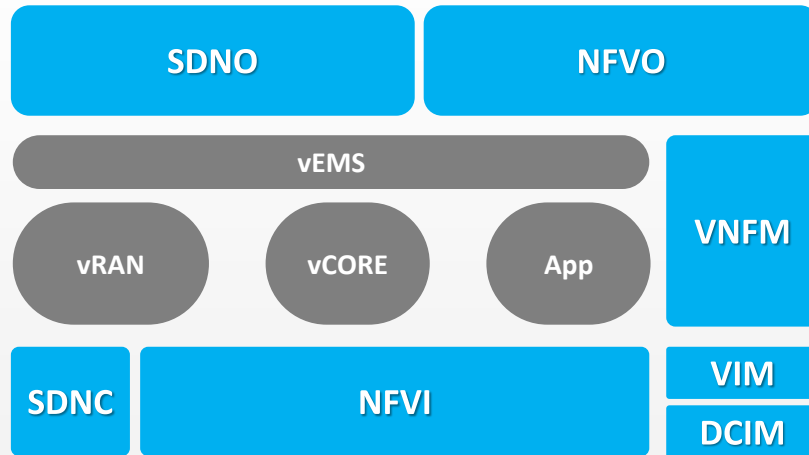 SDNO
NFVO
vEMS
VNFM
vRAN
vCORE
App
SDNC
NFVI
VIM
DCIM